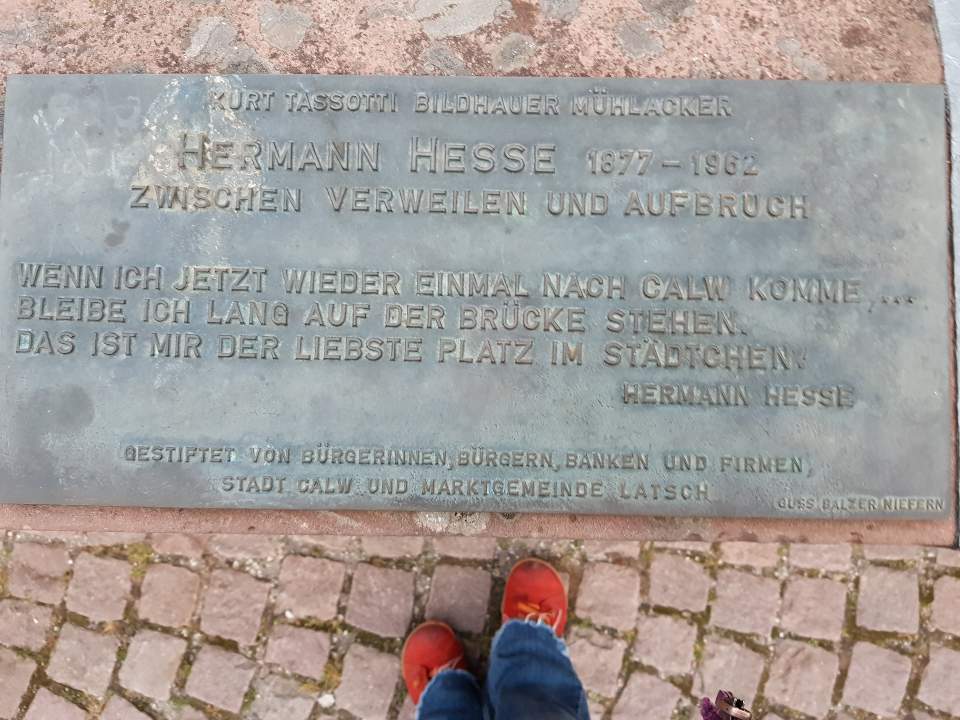 KURT TASSOTTI BILDHAUER MÜHLACKER
HERMANN HESSE 1877 – 1962
ZWISCHEN VERWEILEN UND AUFBRUCH
WENN ICH JETZT WIEDER EINMAL NACH CALW KOMME, ...
BLEIBE ICH LANG AUF DER BRÜCKE STEHEN.
DAS IST MIR DER LIEBSTE PLATZ IM STÄDTCHEN.
HERMANN HESSE
GESTIFTET VON BÜRGERINNEN, BÜRGERN, BANKEN UND FIRMEN,
STADT CALW UND MARKTGEMEINDE LATSCH
GUSS BALZER NIEFERN